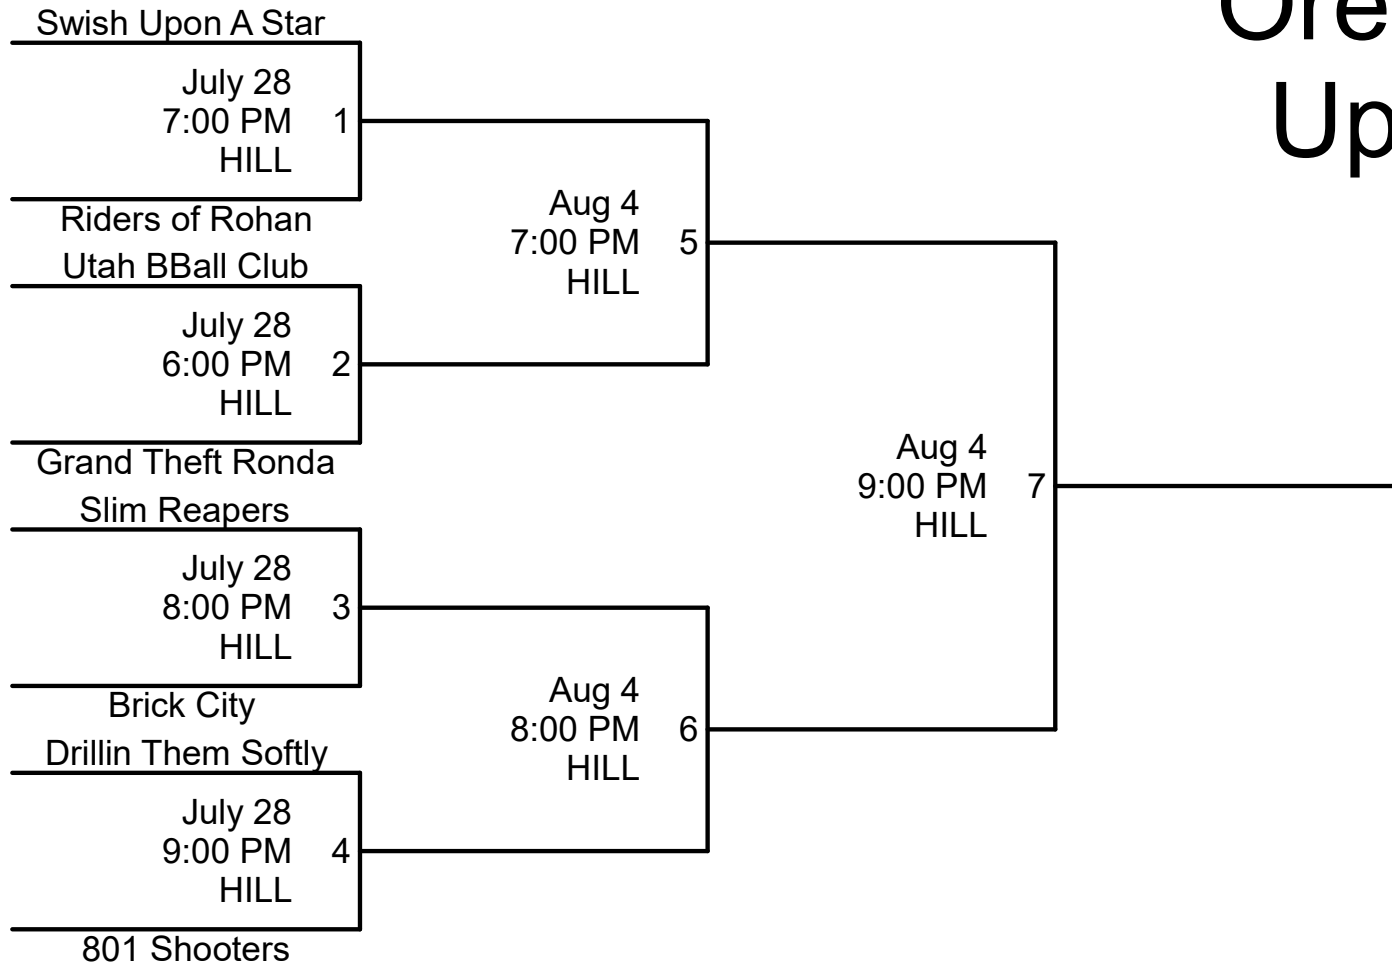 Swish Upon A Star
July 28
7:00 PM 1
HILL
Riders of Rohan
Utah BBall Club
July 28
6:00 PM 2
HILL
Grand Theft Ronda
Slim Reapers
July 28
8:00 PM 3
HILL
Brick City
Drillin Them Softly
July 28
9:00 PM 4
HILL
801 Shooters
Aug 4
7:00 PM 5
HILL
Aug 4
8:00 PM 6
HILL
Aug 4
9:00 PM 7
HILL
Ore
Up